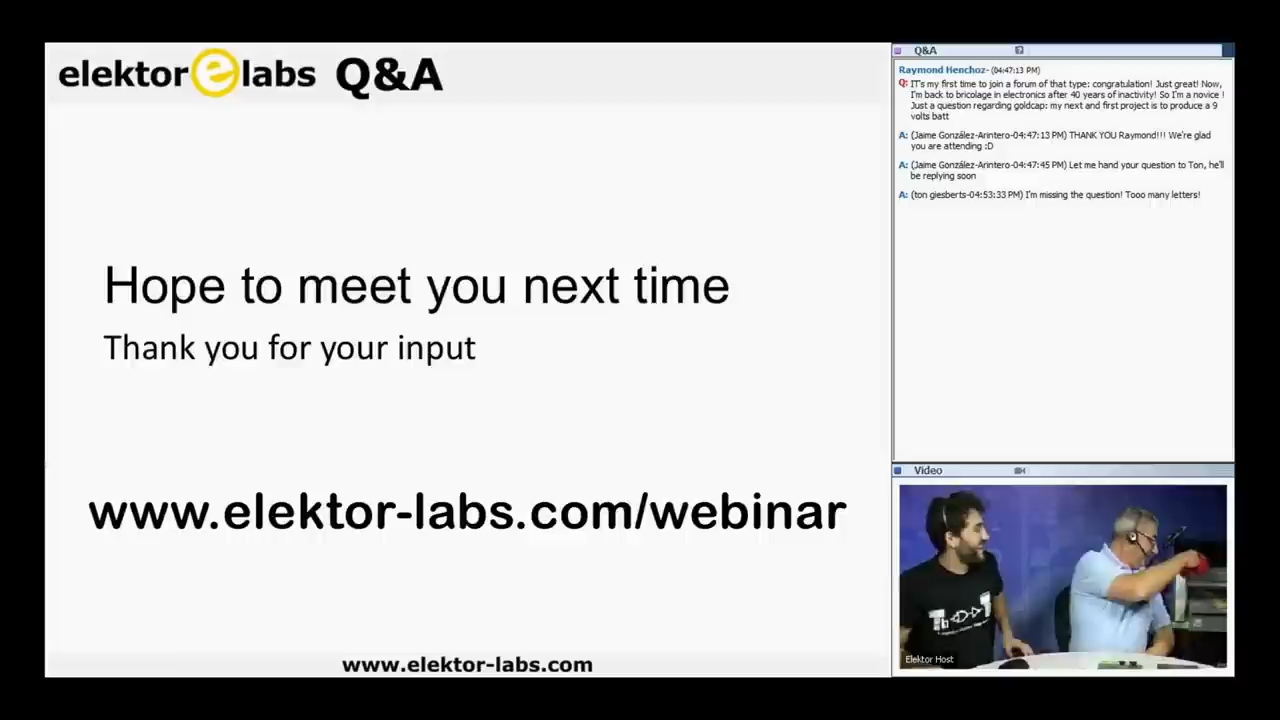 elektor e labs Q&A
Hope to meet you next time
Thank you for your input
www.elektor-labs.com/webinar
www.elektor-labs.com
Q&A
Raymond Henchoz- (04:47:13 PM)
Q: IT's my first time to join a forum of that type: congratulation! Just great! Now,
I'm back to bricolage in electronics after 40 years of inactivity! So I'm a novice !
Just a question regarding goldcap: my next and first project is to produce a 9
volts batt
A: (Jaime González-Arintero-04:47:13 PM) THANK YOU Raymond!!! We're glad
you are attending :D
A: (Jaime González-Arintero-04:47:45 PM) Let me hand your question to Ton, he'll
be replying soon
A: (ton giesberts-04:53:33 PM) I'm missing the question! Tooo many letters!
Video
Elektor Host